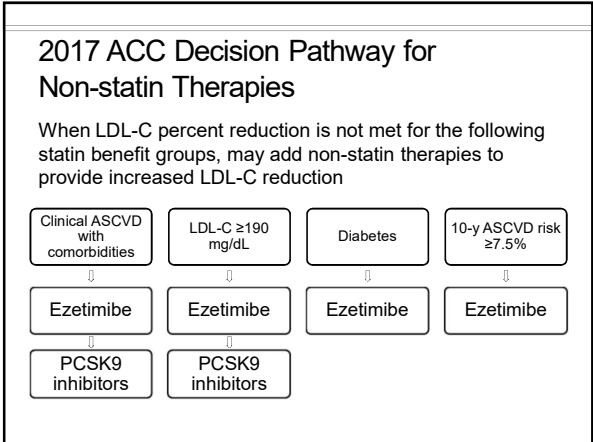 2017 ACC Decision Pathway for
Non-statin Therapies
When LDL-C percent reduction is not met for the following
statin benefit groups, may add non-statin therapies to
provide increased LDL-C reduction
Clinical ASCVD
with
comorbidities
LDL-C ≥190
mg/dL
Diabetes
10-y ASCVD risk
≥7.5%
⇩ ⇩ ⇩ ⇩
Ezetimibe
Ezetimibe
Ezetimibe
Ezetimibe
⇩ ⇩
PCSK9
inhibitors
PCSK9
inhibitors